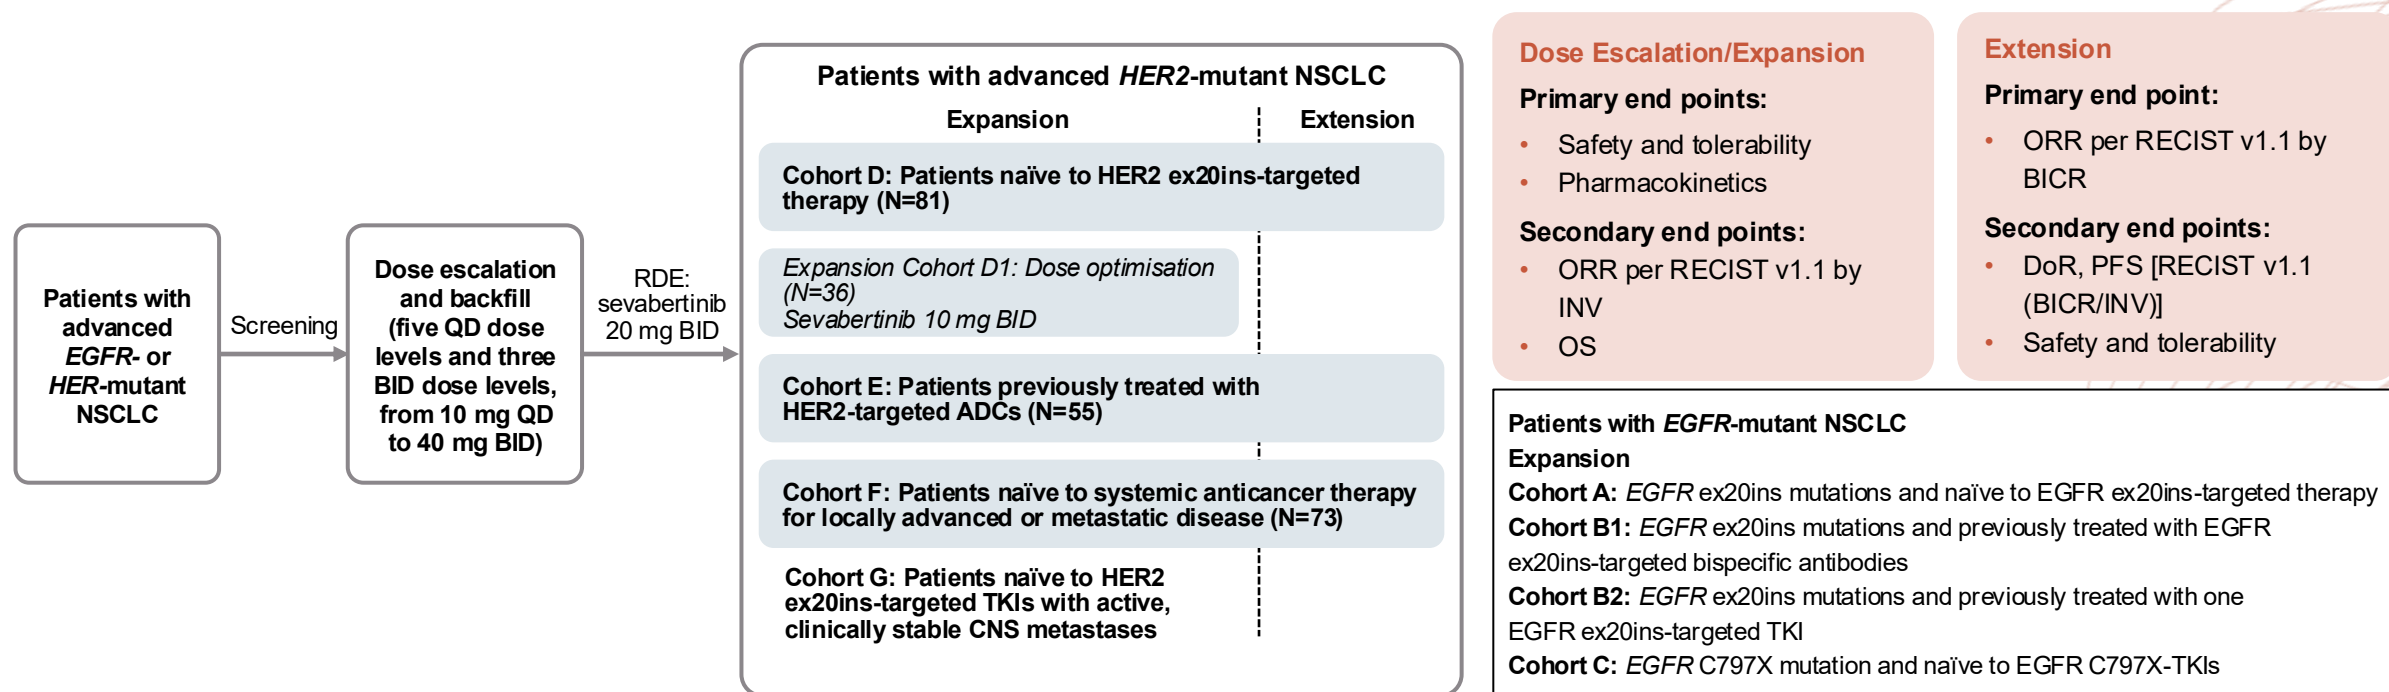 Patients with
advanced
EGFR- or
HER-mutant
NSCLC
Screening
Dose escalation
and backfill
(five QD dose
levels and three
BID dose levels,
from 10 mg QD
to 40 mg BID)
RDE:
sevabertinib
20 mg BID
Patients with advanced HER2-mutant NSCLC
Expansion
Extension
Cohort D: Patients naïve to HER2 ex20ins-targeted
therapy (N=81)
Expansion Cohort D1: Dose optimisation
(N=36)
Sevabertinib 10 mg BID
Cohort E: Patients previously treated with
HER2-targeted ADCs (N=55)
Cohort F: Patients naïve to systemic anticancer therapy
for locally advanced or metastatic disease (N=73)
Cohort G: Patients naïve to HER2
ex20ins-targeted TKIs with active,
clinically stable CNS metastases
Dose Escalation/Expansion
Primary end points:
• Safety and tolerability
• Pharmacokinetics
Secondary end points:
• ORR per RECIST v1.1 by
INV
• OS
Extension
Primary end point:
• ORR per RECIST v1.1 by
BICR
Secondary end points:
• DoR, PFS [RECIST v1.1
(BICR/INV)]
• Safety and tolerability
Patients with EGFR-mutant NSCLC
Expansion
Cohort A: EGFR ex20ins mutations and naïve to EGFR ex20ins-targeted therapy
Cohort B1: EGFR ex20ins mutations and previously treated with EGFR
ex20ins-targeted bispecific antibodies
Cohort B2: EGFR ex20ins mutations and previously treated with one
EGFR ex20ins-targeted TKI
Cohort C: EGFR C797X mutation and naïve to EGFR C797X-TKIs